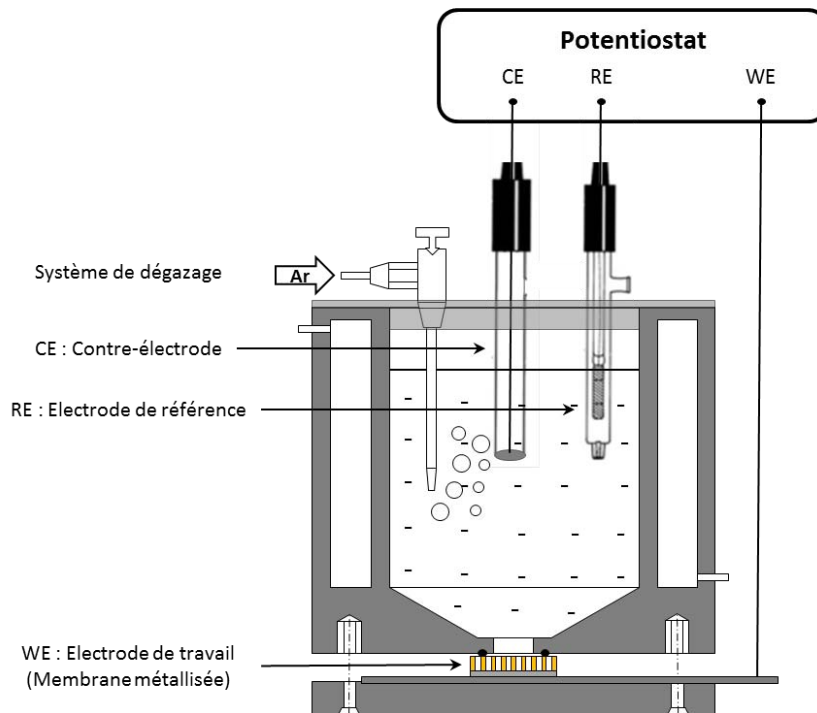 Potentiostat
CE RE WE
Système de dégazage
Ar
CE : Contre-électrode
RE : Electrode de référence
WE : Electrode de travail
(Membrane métallisée)